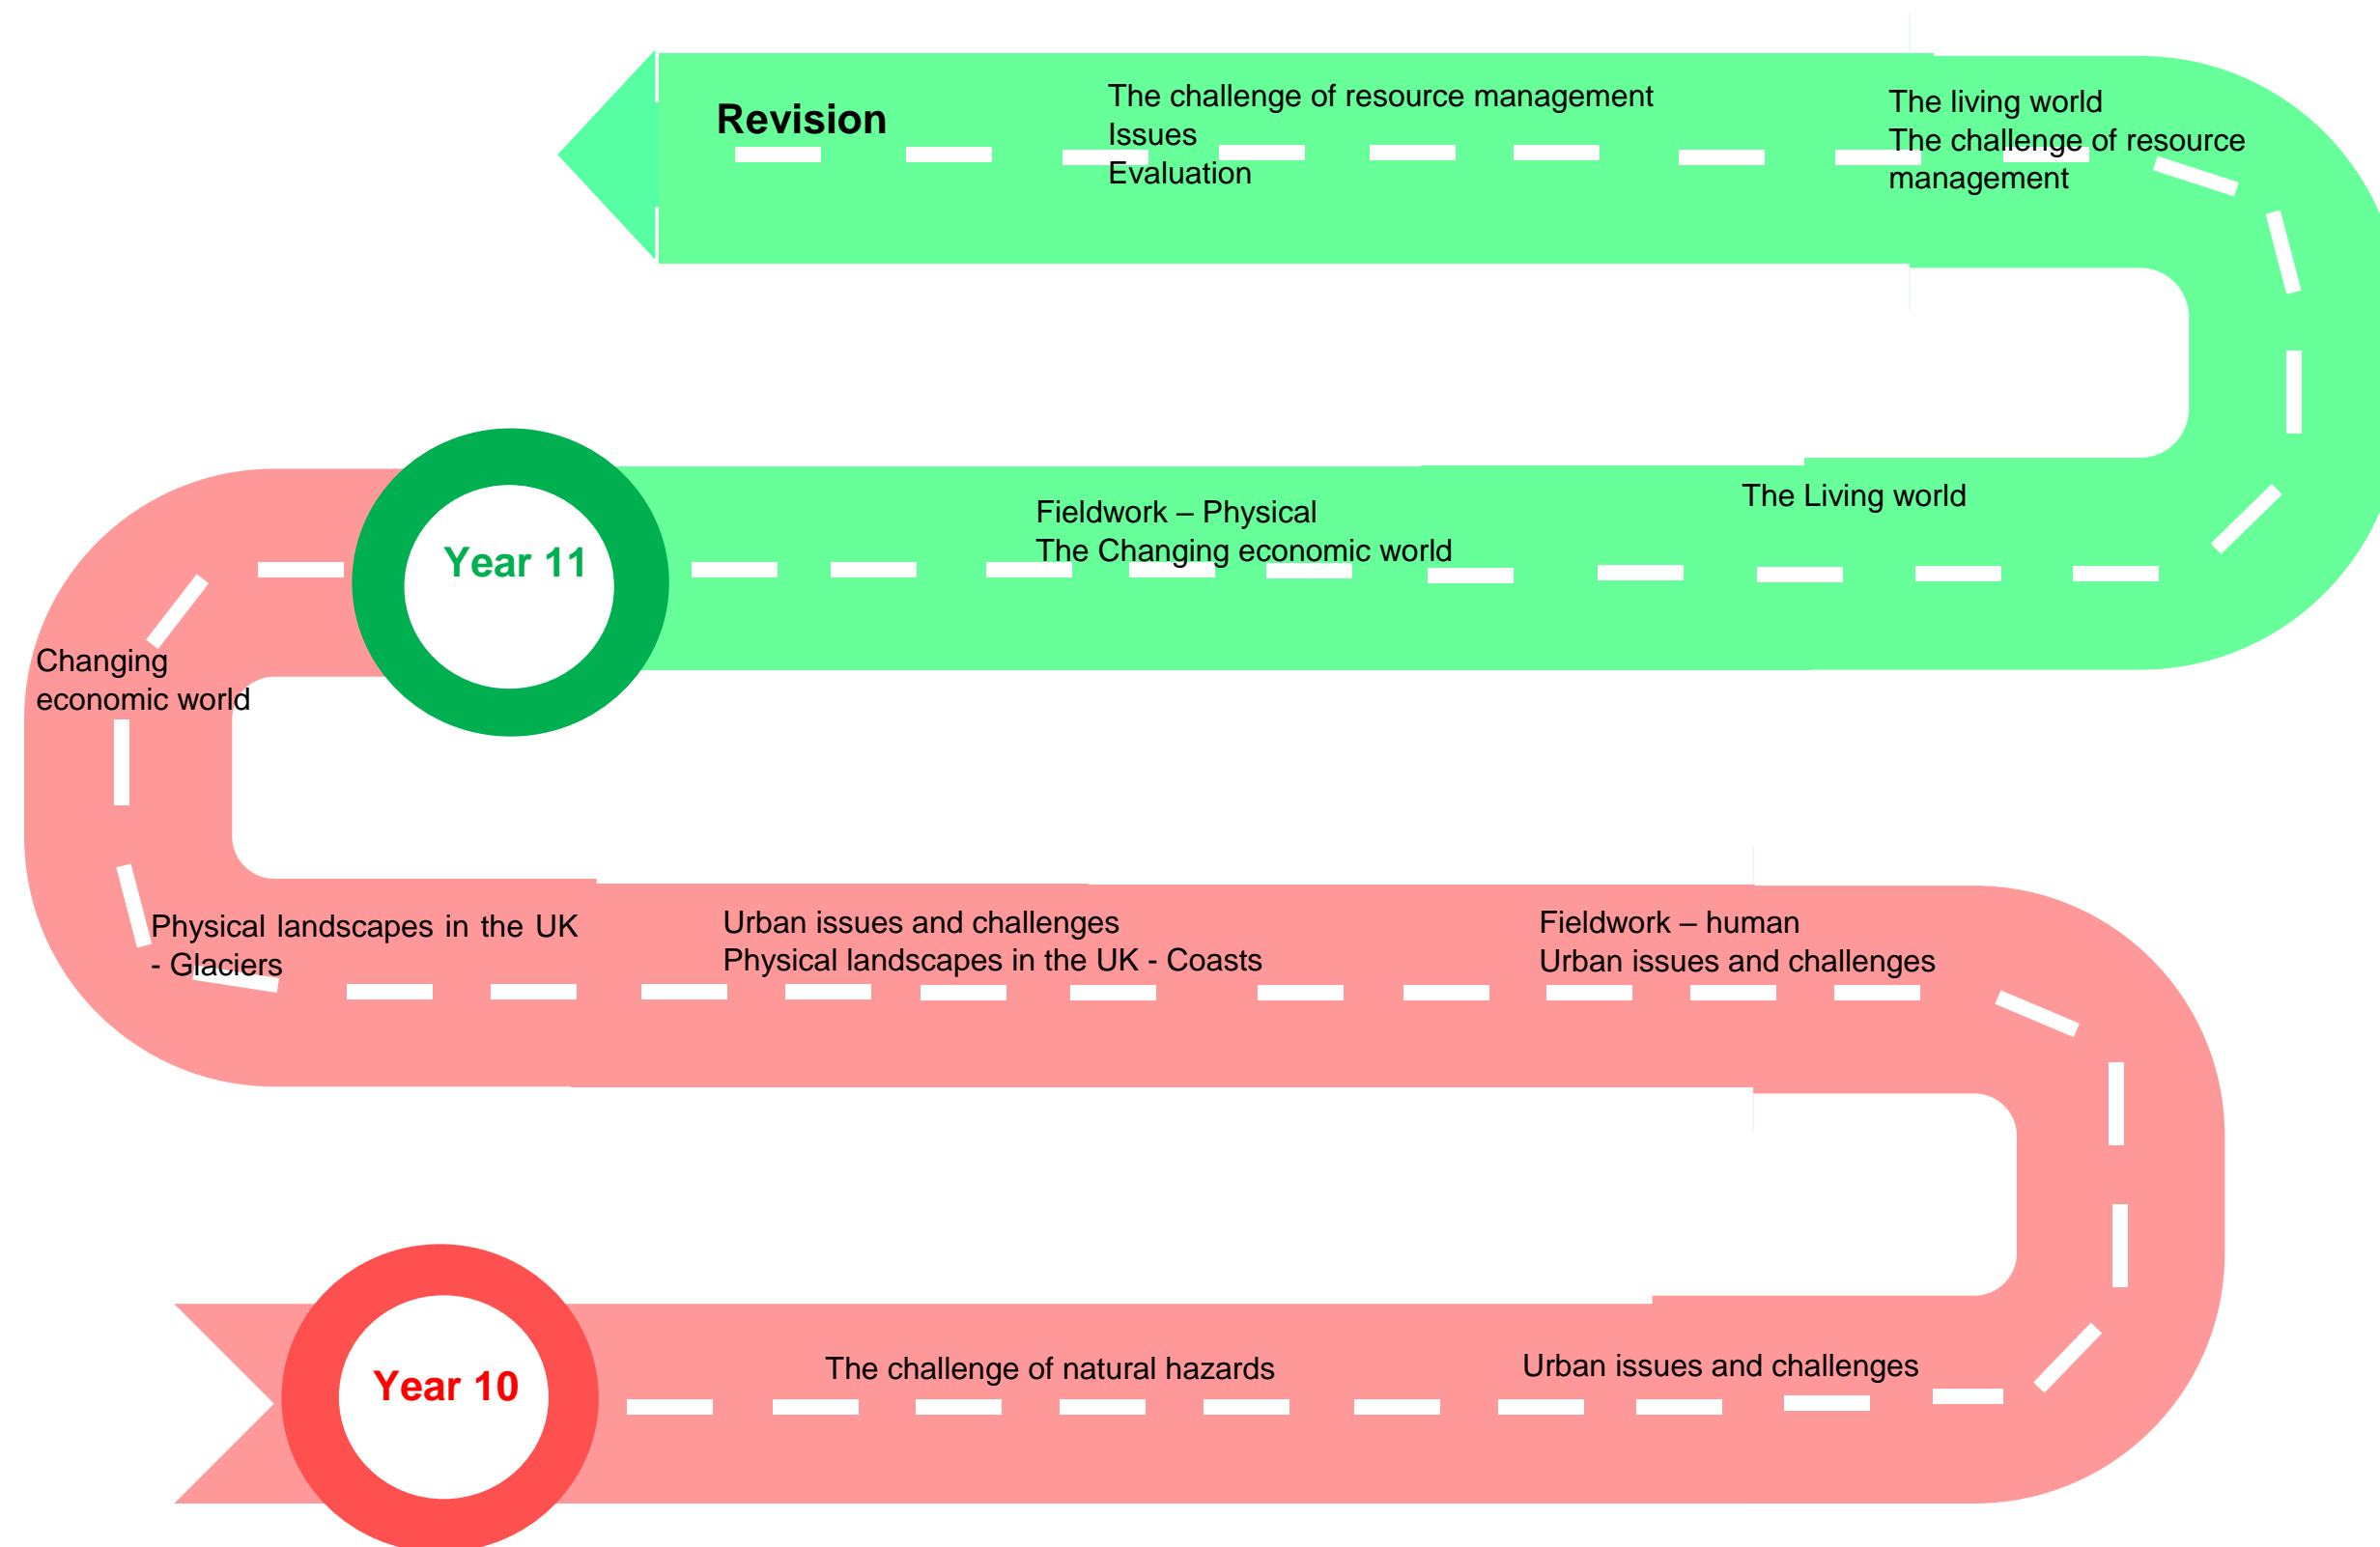 Revision
The challenge of resource management
Issues
Evaluation
The living world
The challenge of resource
management
Year 11
Fieldwork – Physical
The Changing economic world
The Living world
Changing
economic world
Physical landscapes in the UK
- Glaciers
Urban issues and challenges
Physical landscapes in the UK - Coasts
Fieldwork – human
Urban issues and challenges
Year 10
The challenge of natural hazards
Urban issues and challenges